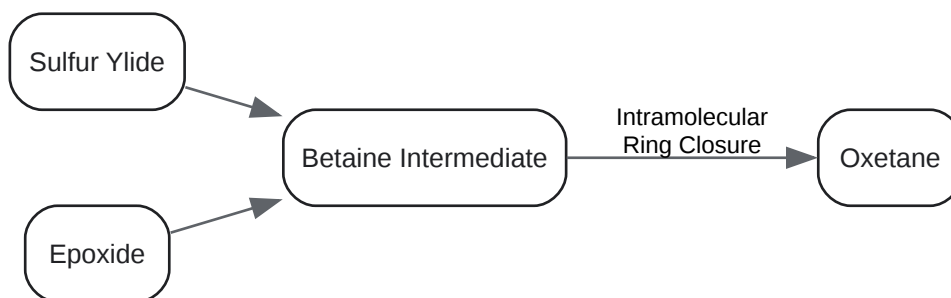 Sulfur Ylide
Epoxide
Betaine Intermediate
Intramolecular
Ring Closure
Oxetane